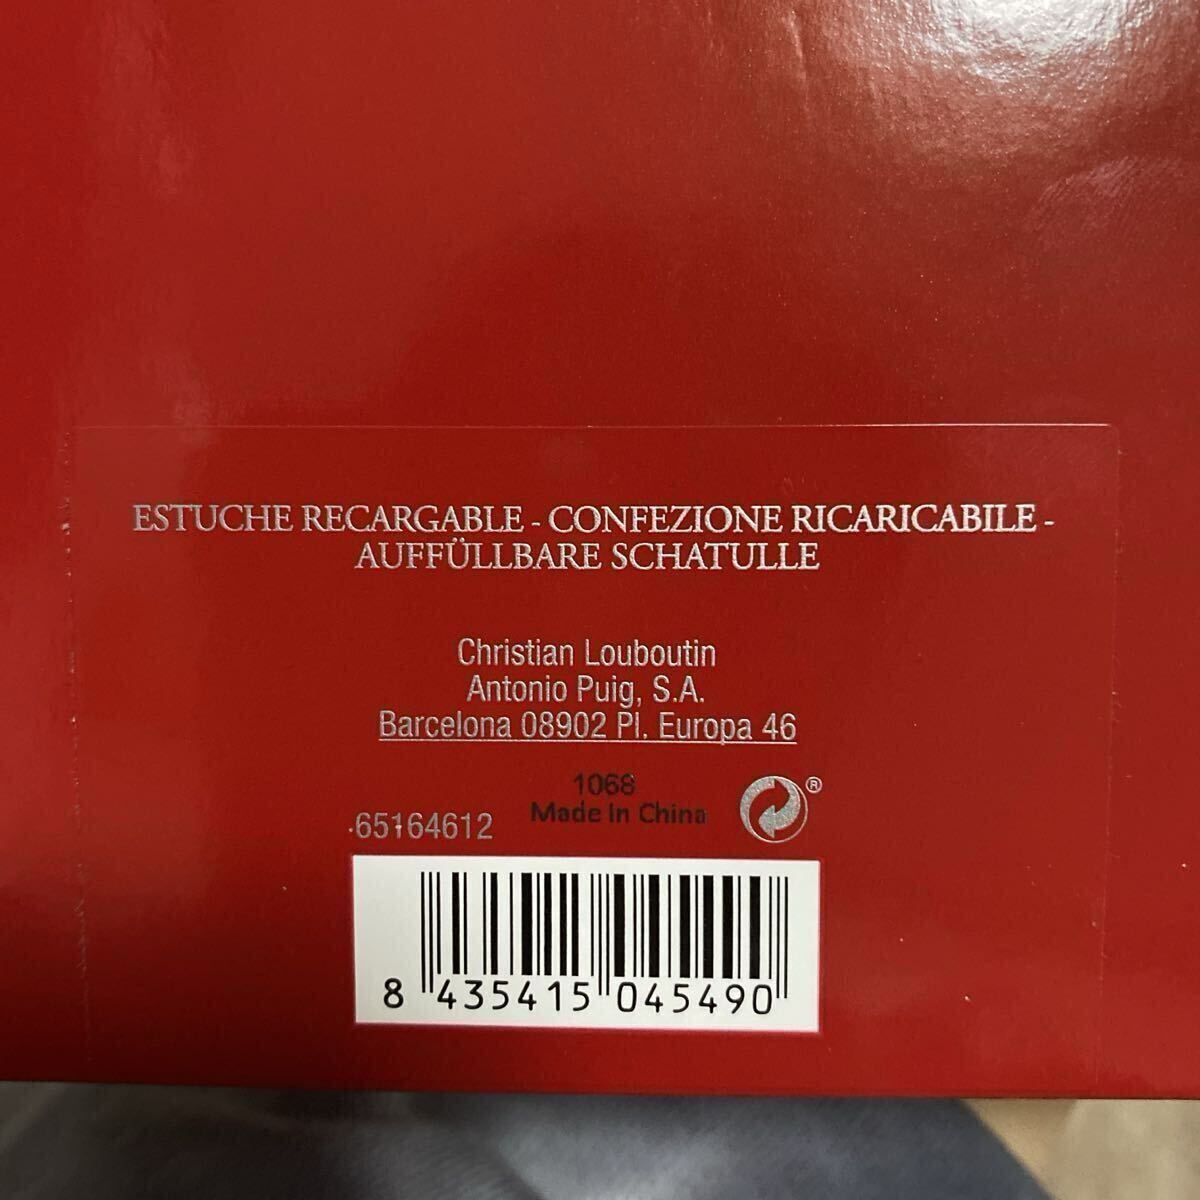 ESTUCHE RECARGABLE - CONFEZIONE RICARICABILE -
AUFFÜLLBARE SCHATULLE
Christian Louboutin
Antonio Puig, S.A.
Barcelona 08902 Pl. Europa 46
1068
Made In China
®
65164612
8 435415 045490